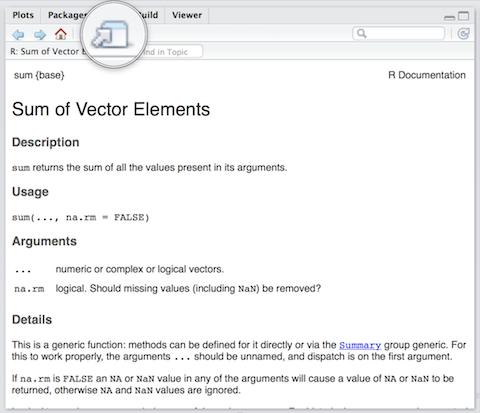 Plots Packages Build Viewer
R: Sum of Vector Find in Topic
sum {base} R Documentation
Sum of Vector Elements
Description
sum returns the sum of all the values present in its arguments.
Usage
sum(..., na.rm = FALSE)
Arguments
... numeric or complex or logical vectors.
na.rm logical. Should missing values (including NaN) be removed?
Details
This is a generic function: methods can be defined for it directly or via the Summary group generic. For
this to work properly, the arguments ... should be unnamed, and dispatch is on the first argument.
If na.rm is FALSE an NA or NaN value in any of the arguments will cause a value of NA or NaN to be
returned, otherwise NA and NaN values are ignored.